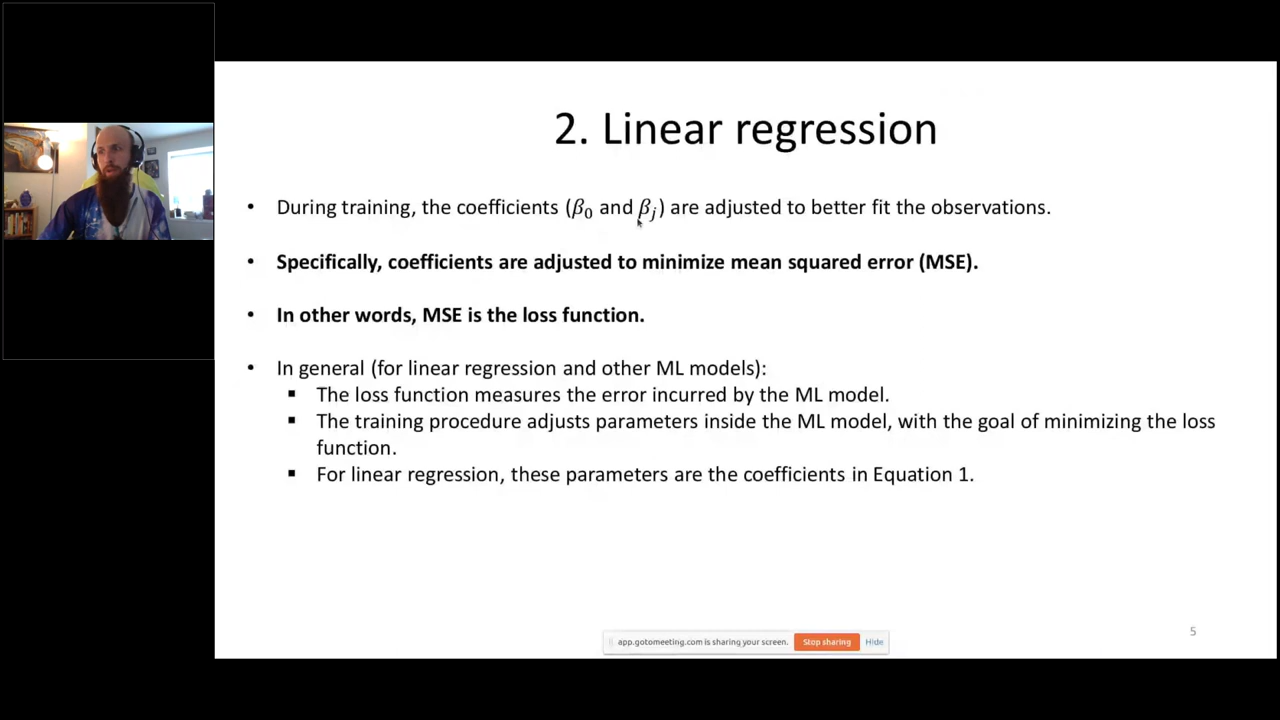 2. Linear regression
• During training, the coefficients (β₀ and βⱼ) are adjusted to better fit the observations.
• Specifically, coefficients are adjusted to minimize mean squared error (MSE).
• In other words, MSE is the loss function.
• In general (for linear regression and other ML models):
▪ The loss function measures the error incurred by the ML model.
▪ The training procedure adjusts parameters inside the ML model, with the goal of minimizing the loss
function.
▪ For linear regression, these parameters are the coefficients in Equation 1.
5
app.gotomeeting.com is sharing your screen. Stop sharing Hide